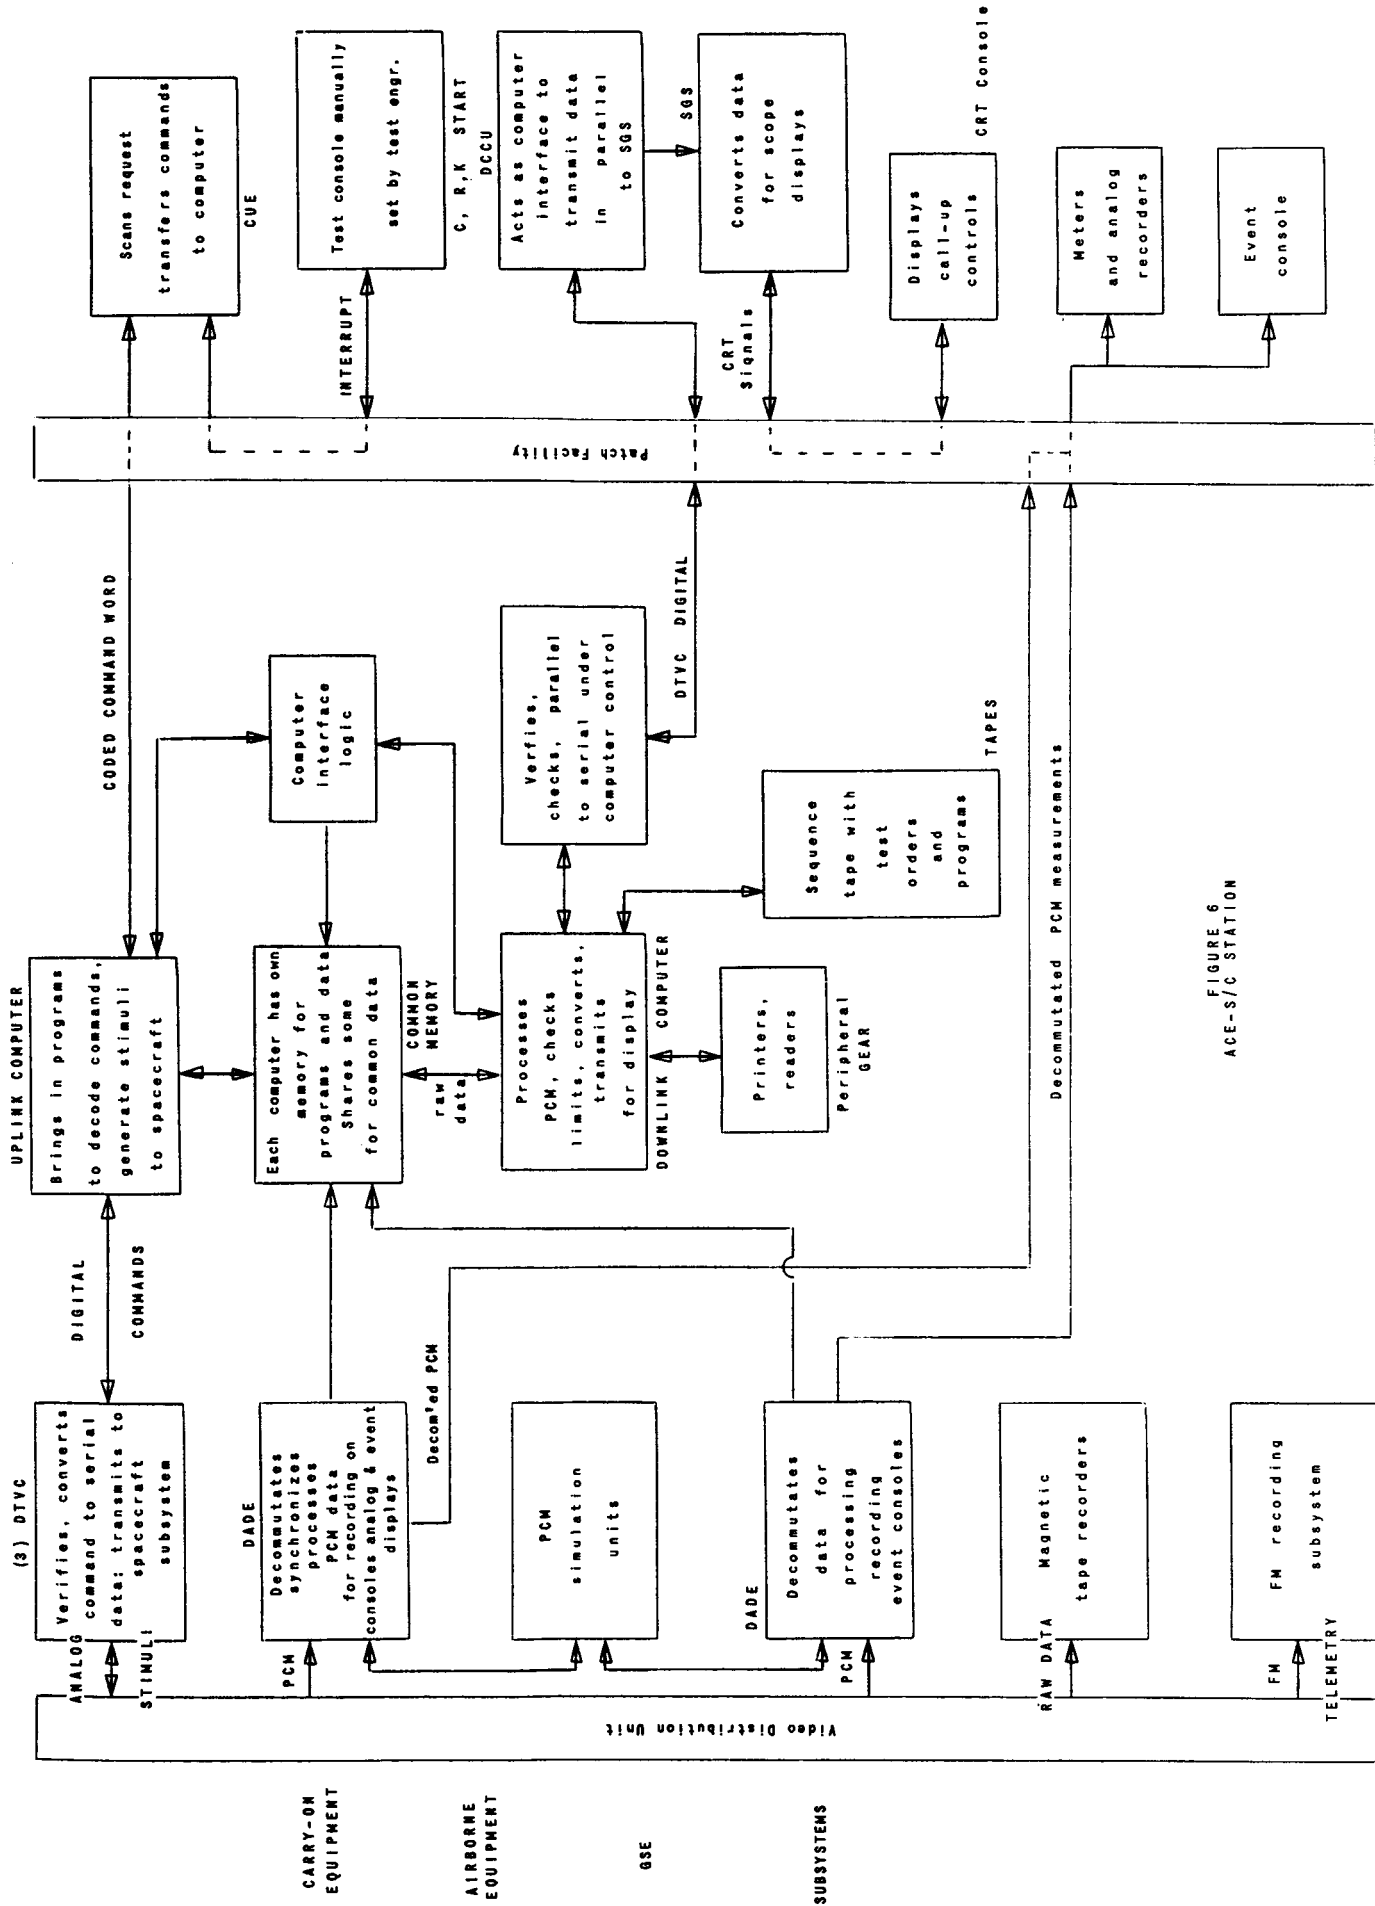 CARRY-ON
EQUIPMENT
AIRBORNE
EQUIPMENT
GSE
SUBSYSTEMS
Video Distribution Unit
ANALOG
STIMULI
PCM
PCM
RAW DATA
FM
TELEMETRY
(3) DTVC
Verifies, converts
command to serial
data; transmits to
spacecraft
subsystem
DADE
Decommutates
synchronizes
processes
PCM data
for recording on
consoles analog & event
displays
PCM
simulation
units
DADE
Decommutates
data for
processing
recording
event consoles
Magnetic
tape recorders
FM recording
subsystem
DIGITAL
COMMANDS
Decom'ed PCM
UPLINK COMPUTER
Brings in programs
to decode commands,
generate stimuli
to spacecraft
Each computer has own
memory for
programs and data
Shares some
for common data
COMMON
MEMORY
raw
data
Processes
PCM, checks
limits, converts,
transmits
for display
DOWNLINK COMPUTER
Printers,
readers
Peripheral
GEAR
Computer
interface
logic
Verfies,
checks, parallel
to serial under
computer control
Sequence
tape with
test
orders
and
programs
TAPES
CODED COMMAND WORD
DTVC DIGITAL
Decommutated PCM measurements
Patch Facility
Scans request
transfers commands
to computer
CUE
INTERRUPT
Test console manually
set by test engr.
C, R,K START
DCCU
Acts as computer
interface to
transmit data
in parallel
to SGS
SGS
CRT
Signals
Converts data
for scope
displays
Displays
call-up
controls
CRT Console
Meters
and analog
recorders
Event
console
FIGURE 6
ACE-S/C STATION